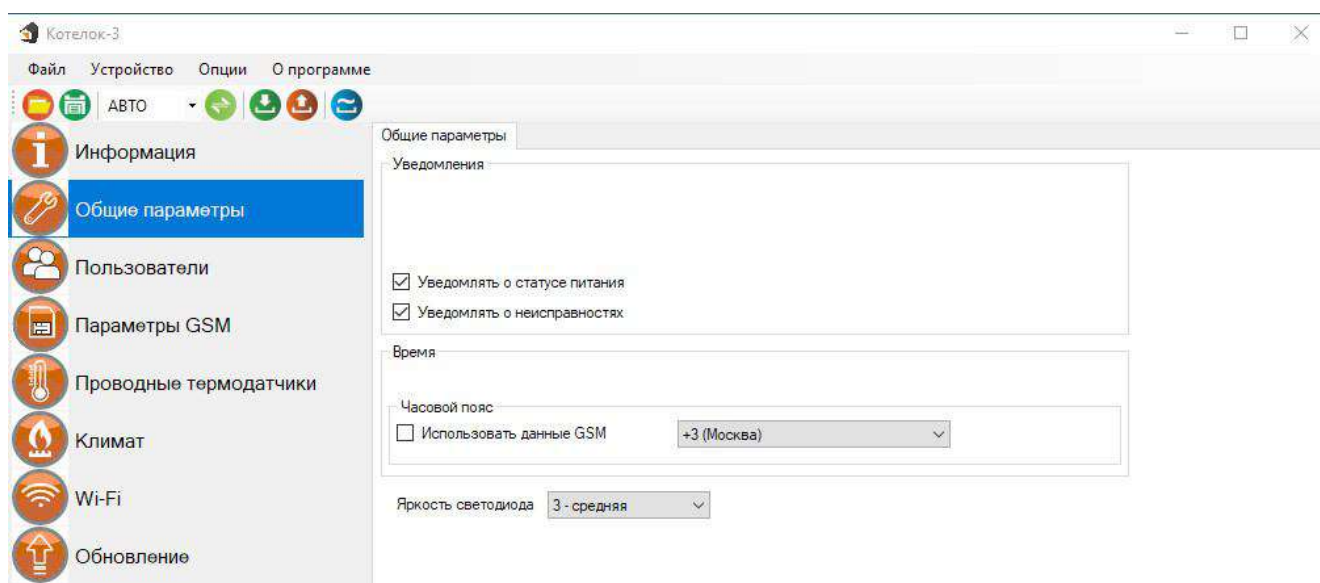 Котелок-3
Файл Устройство Опции О программе
АВТО
Информация
Общие параметры
Пользователи
Параметры GSM
Проводные термодатчики
Климат
Wi-Fi
Обновление
Общие параметры
Уведомления
Уведомлять о статусе питания
Уведомлять о неисправностях
Время
Часовой пояс
Использовать данные GSM +3 (Москва)
Яркость светодиода 3 - средняя